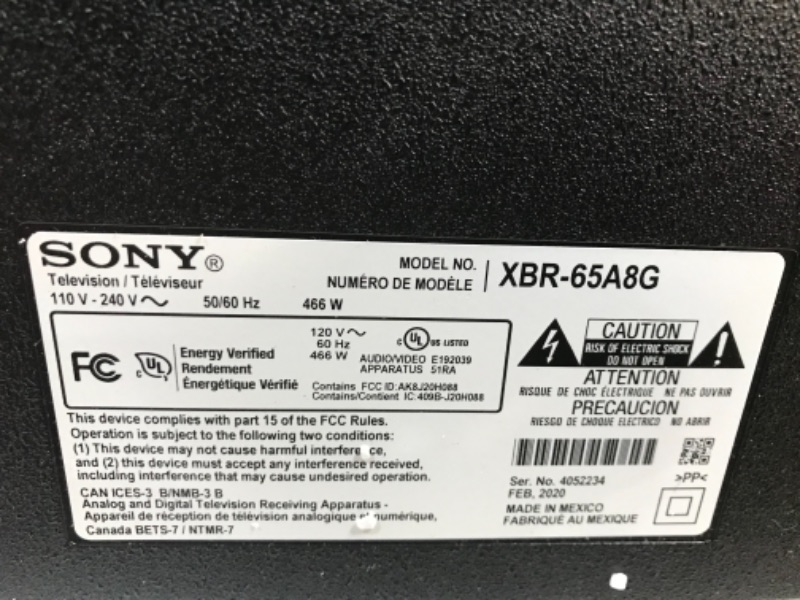 SONY®
Television / Téléviseur
110 V - 240 V 50/60 Hz 466 W
MODEL NO.
NUMÉRO DE MODÈLE
XBR-65A8G
FC
c UL
Energy Verified
Rendement
Énergétique Vérifié
120 V
60 Hz
466 W
c UL US LISTED
AUDIO/VIDEO E192039
APPARATUS 51RA
Contains FCC ID:AK8J20H088
Contains/Contient IC:409B-J20H088
This device complies with part 15 of the FCC Rules.
Operation is subject to the following two conditions:
(1) This device may not cause harmful interference,
and (2) this device must accept any interference received,
including interference that may cause undesired operation.
CAN ICES-3 B/NMB-3 B
Analog and Digital Television Receiving Apparatus -
Appareil de réception de télévision analogique et numérique,
Canada BETS-7 / NTMR-7
CAUTION
RISK OF ELECTRIC SHOCK
DO NOT OPEN
ATTENTION
RISQUE DE CHOC ÉLECTRIQUE NE PAS OUVRIR
PRECAUCION
RIESGO DE CHOQUE ELECTRICO NO ABRIR
Ser. No. 4052234
FEB, 2020
>PP<
MADE IN MEXICO
FABRIQUÉ AU MEXIQUE